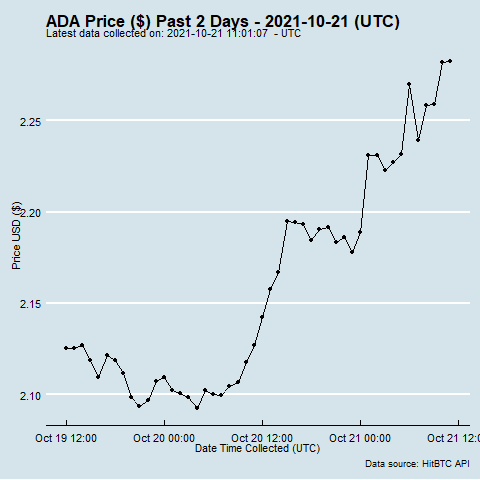 ADA Price ($) Past 2 Days - 2021-10-21 (UTC)
Latest data collected on: 2021-10-21 11:01:07 - UTC
Price USD ($)
2.25
2.20
2.15
2.10
Oct 19 12:00 Oct 20 00:00 Oct 20 12:00 Oct 21 00:00 Oct 21 12:0
Date Time Collected (UTC)
Data source: HitBTC API